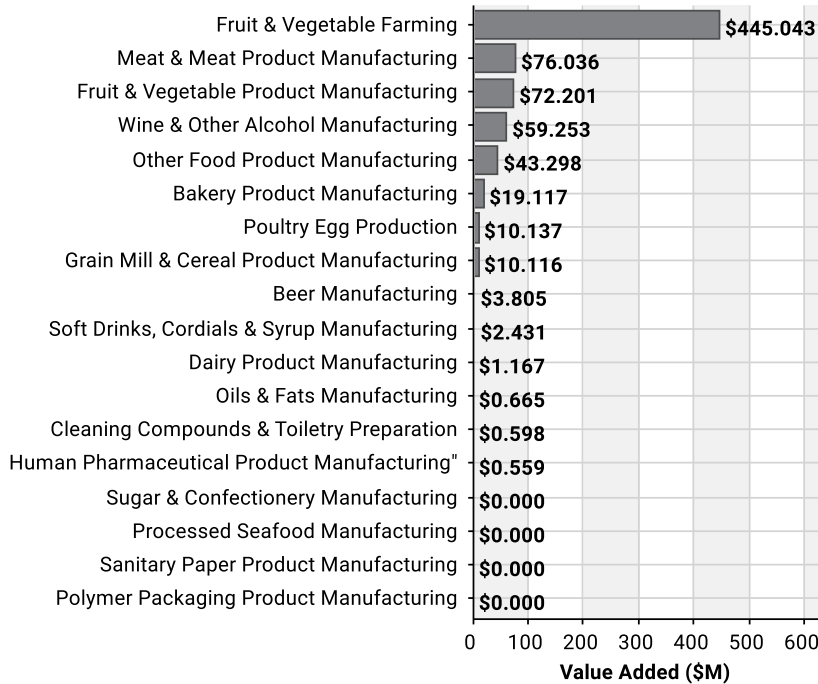 Fruit & Vegetable Farming $445.043
Meat & Meat Product Manufacturing $76.036
Fruit & Vegetable Product Manufacturing $72.201
Wine & Other Alcohol Manufacturing $59.253
Other Food Product Manufacturing $43.298
Bakery Product Manufacturing $19.117
Poultry Egg Production $10.137
Grain Mill & Cereal Product Manufacturing $10.116
Beer Manufacturing $3.805
Soft Drinks, Cordials & Syrup Manufacturing $2.431
Dairy Product Manufacturing $1.167
Oils & Fats Manufacturing $0.665
Cleaning Compounds & Toiletry Preparation $0.598
Human Pharmaceutical Product Manufacturing" $0.559
Sugar & Confectionery Manufacturing $0.000
Processed Seafood Manufacturing $0.000
Sanitary Paper Product Manufacturing $0.000
Polymer Packaging Product Manufacturing $0.000
0 100 200 300 400 500 600
Value Added ($M)